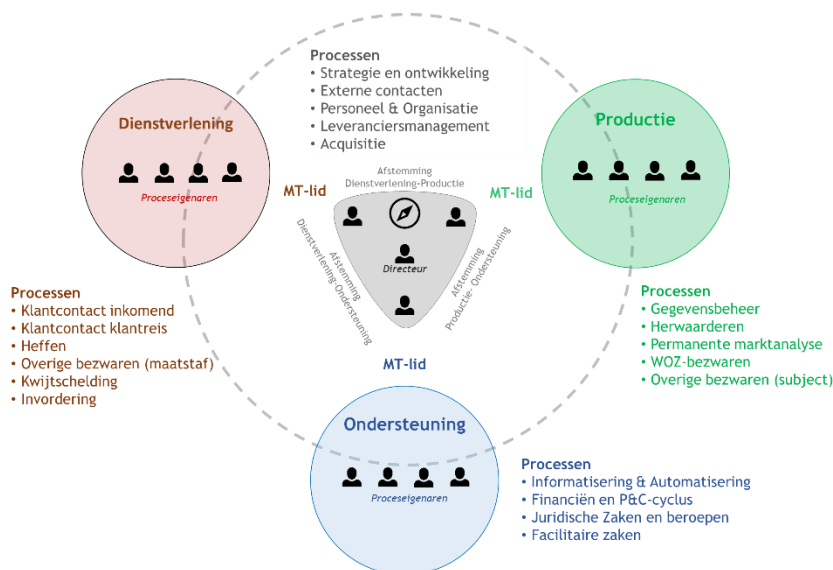 Processen
• Strategie en ontwikkeling
• Externe contacten
• Personeel & Organisatie
• Leveranciersmanagement
• Acquisitie
Dienstverlening
Proceseigenaren
Productie
Proceseigenaren
Afstemming
Dienstverlening-Productie
MT-lid
MT-lid
Directeur
Afstemming
Dienstverlening-Ondersteuning
Afstemming
Productie- Ondersteuning
MT-lid
Processen
• Klantcontact inkomend
• Klantcontact klantreis
• Heffen
• Overige bezwaren (maatstaf)
• Kwijtschelding
• Invordering
Processen
• Gegevensbeheer
• Herwaarderen
• Permanente marktanalyse
• WOZ-bezwaren
• Overige bezwaren (subject)
Ondersteuning
Proceseigenaren
Processen
• Informatisering & Automatisering
• Financiën en P&C-cyclus
• Juridische Zaken en beroepen
• Facilitaire zaken